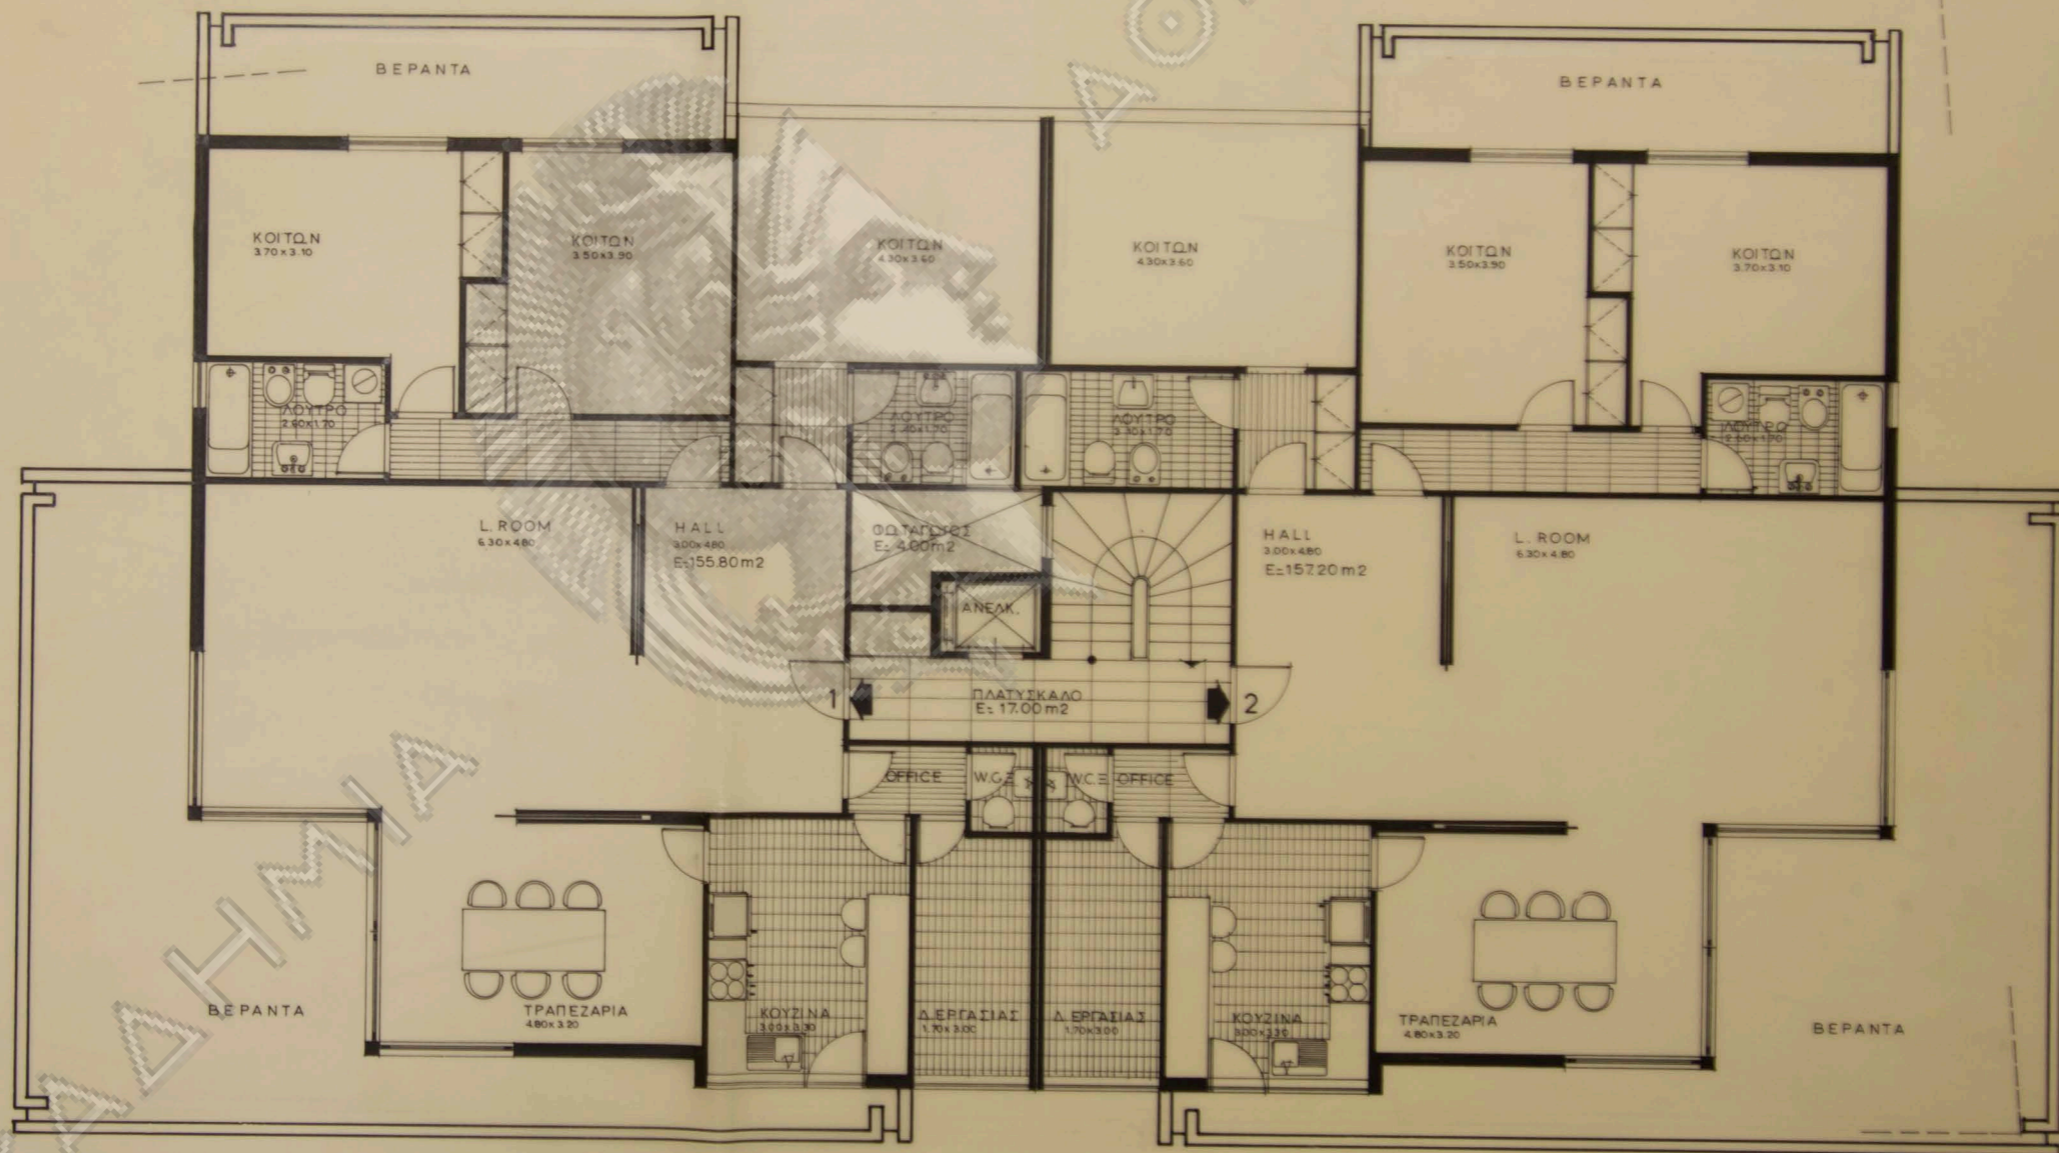 ΒΕΡΑΝΤΑ
ΒΕΡΑΝΤΑ
ΚΟΙΤΩΝ
3.70x3.10
ΚΟΙΤΩΝ
3.50x3.90
ΚΟΙΤΩΝ
4.30x3.60
ΚΟΙΤΩΝ
4.30x3.60
ΚΟΙΤΩΝ
3.50x3.90
ΚΟΙΤΩΝ
3.70x3.10
ΛΟΥΤΡΟ
2.60x1.70
ΛΟΥΤΡΟ
ΛΟΥΤΡΟ
ΛΟΥΤΡΟ
2.60x1.70
L. ROOM
6.30x4.80
HALL
3.00x4.80
E=155.80m2
ΦΩΤΑΓΩΓΟΣ
E= 4.00m2
ΑΝΕΛΚ.
HALL
3.00x4.80
E=157.20m2
L. ROOM
6.30x4.80
1
ΠΛΑΤΥΣΚΑΛΟ
E= 17.00m2
2
OFFICE
W.C.Ξ
W.C.Ξ
OFFICE
ΒΕΡΑΝΤΑ
ΤΡΑΠΕΖΑΡΙΑ
4.80x3.20
ΚΟΥΖΙΝΑ
3.00x3.30
Δ.ΕΡΓΑΣΙΑΣ
1.70x3.00
Δ.ΕΡΓΑΣΙΑΣ
1.70x3.00
ΚΟΥΖΙΝΑ
3.00x3.30
ΤΡΑΠΕΖΑΡΙΑ
4.80x3.20
ΒΕΡΑΝΤΑ